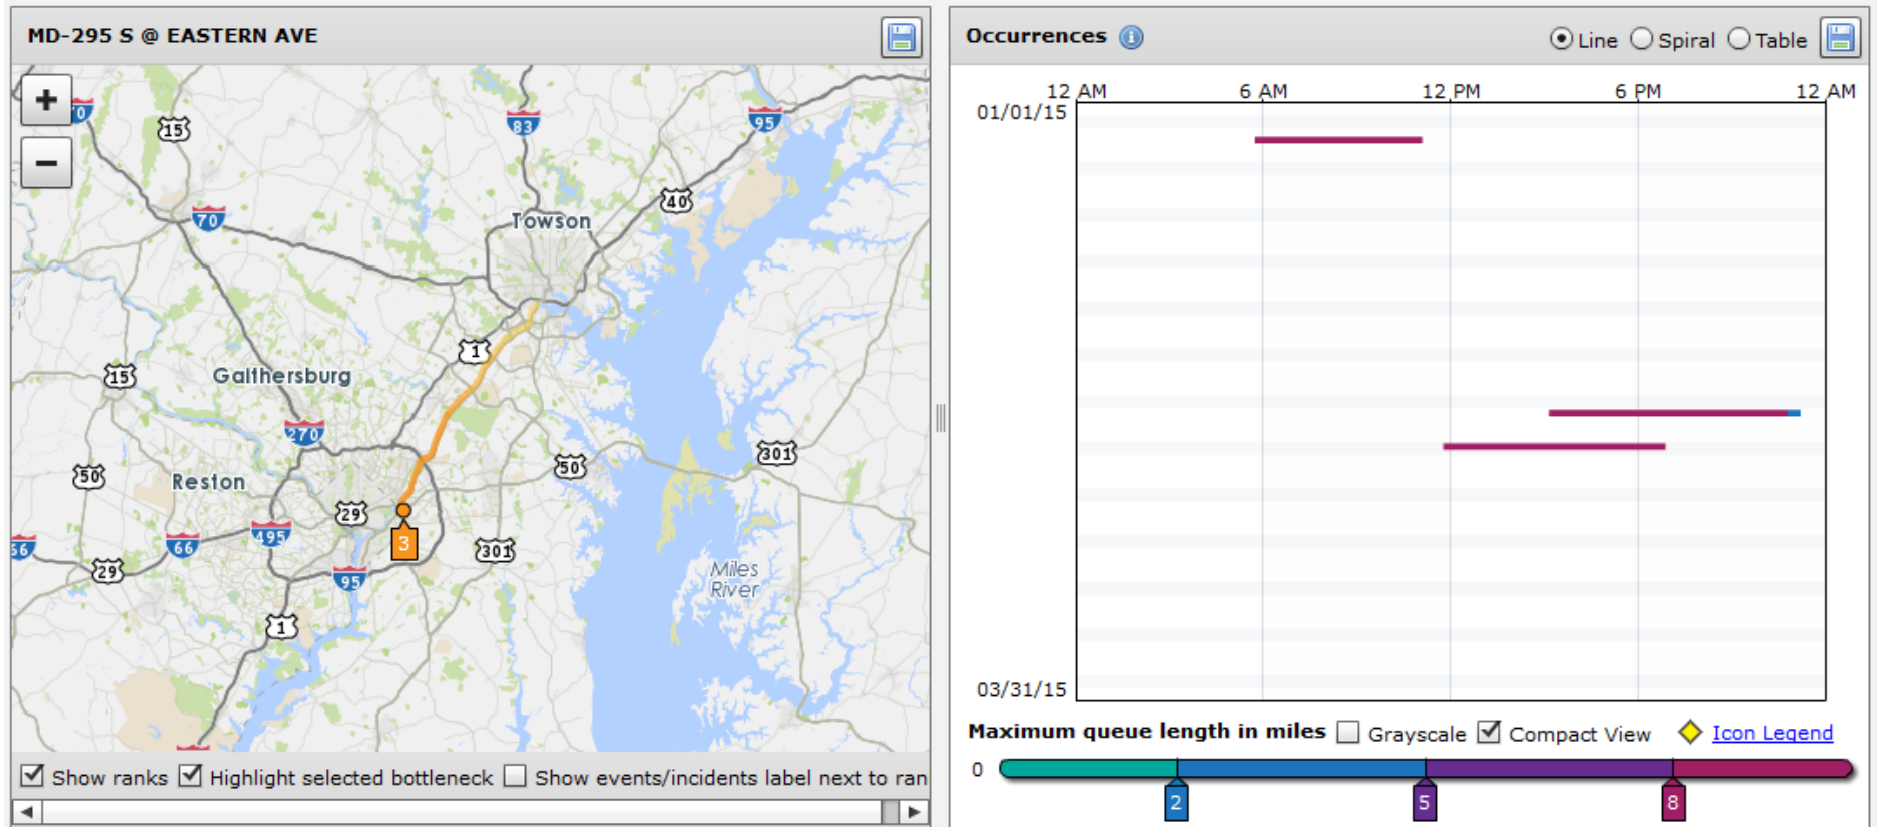 MD-295 S @ EASTERN AVE
+
−
15
83
95
70
40
Towson
1
15
Gaithersburg
270
50
Reston
50
301
29
495
66
66
3
301
29
95
Miles
River
1
Show ranks Highlight selected bottleneck Show events/incidents label next to ran
Occurrences i Line Spiral Table
12 AM 6 AM 12 PM 6 PM 12 AM
01/01/15
03/31/15
Maximum queue length in miles Grayscale Compact View Icon Legend
0
2 5 8